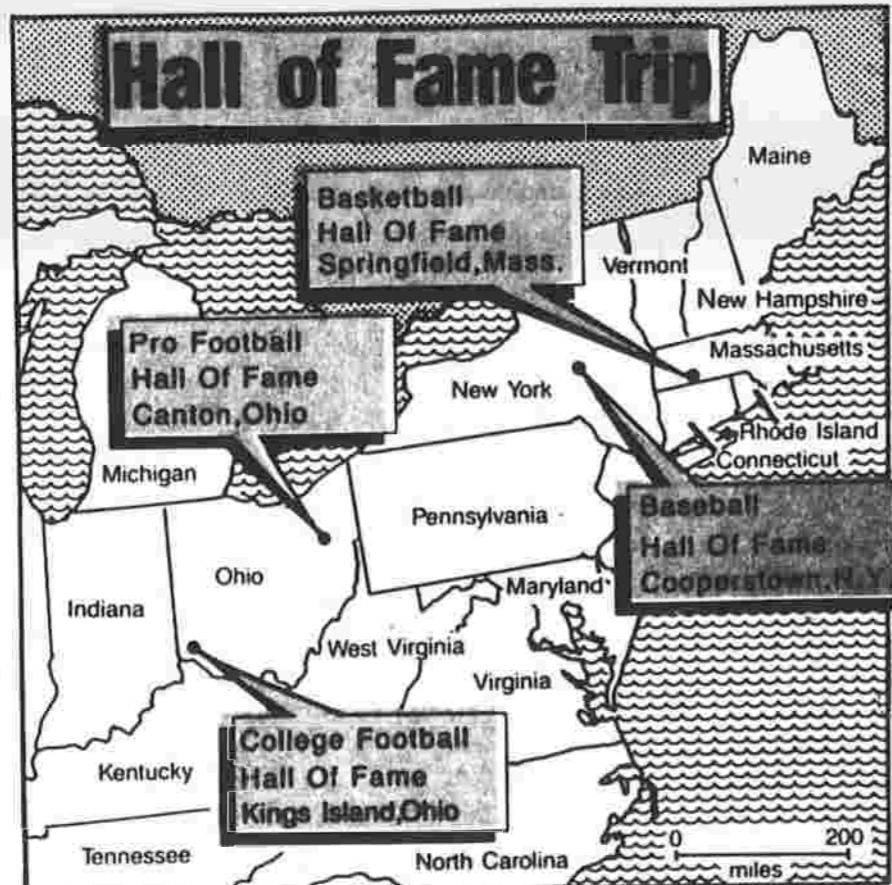 Hall of Fame Trip
Maine
Basketball
Hall Of Fame
Springfield,Mass.
Vermont
New Hampshire
Massachusetts
Pro Football
Hall Of Fame
Canton,Ohio
New York
Rhode Island
Connecticut
Michigan
Baseball
Hall Of Fame
Cooperstown,N.Y.
Pennsylvania
Ohio
Maryland
Indiana
West Virginia
Virginia
College Football
Hall Of Fame
Kings Island,Ohio
Kentucky
Tennessee
North Carolina
0 200
miles